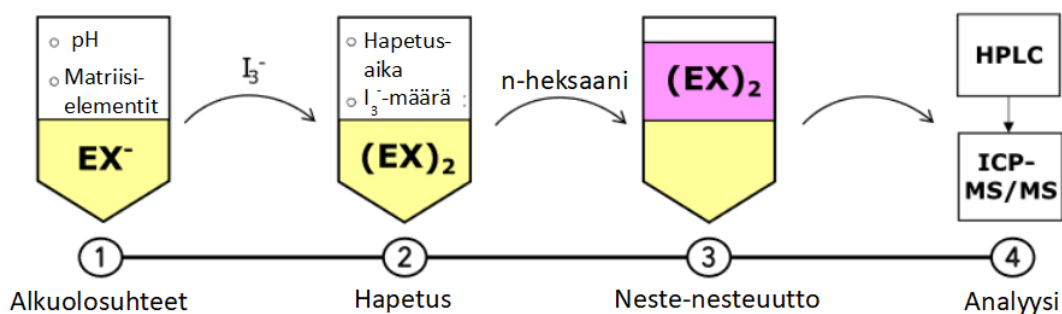 pH
Matriisi-
elementit
EX⁻
I₃⁻
Hapetus-
aika
I₃⁻-määrä :
(EX)₂
n-heksaani
(EX)₂
HPLC
ICP-
MS/MS
1
2
3
4
Alkuolosuhteet
Hapetus
Neste-nesteuutto
Analyysi